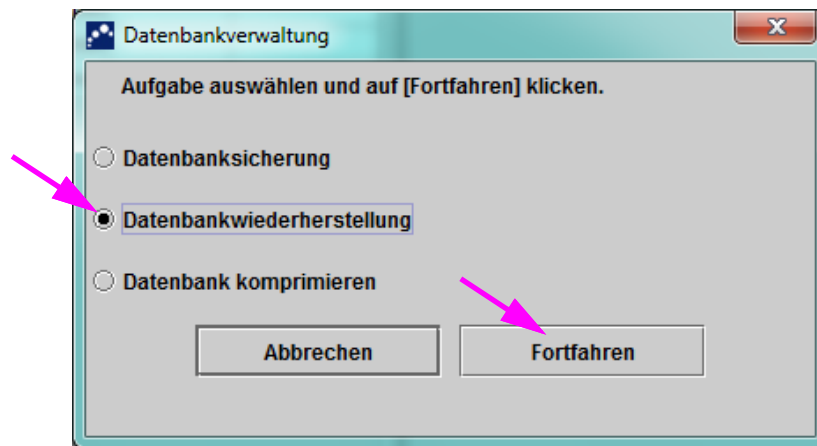 Datenbankverwaltung
Aufgabe auswählen und auf [Fortfahren] klicken.
Datenbanksicherung
Datenbankwiederherstellung
Datenbank komprimieren
Abbrechen
Fortfahren